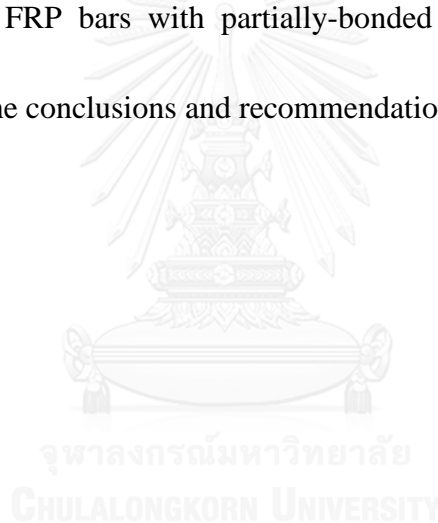 FRP bars with partially-bonded
ne conclusions and recommendatio
จุฬาลงกรณ์มหาวิทยาลัย
CHULALONGKORN UNIVERSITY